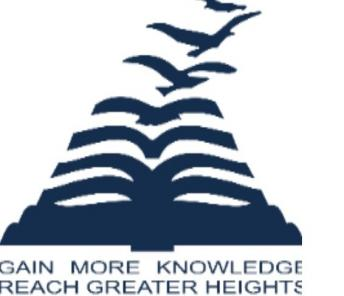 GAIN MORE KNOWLEDGE
REACH GREATER HEIGHTS